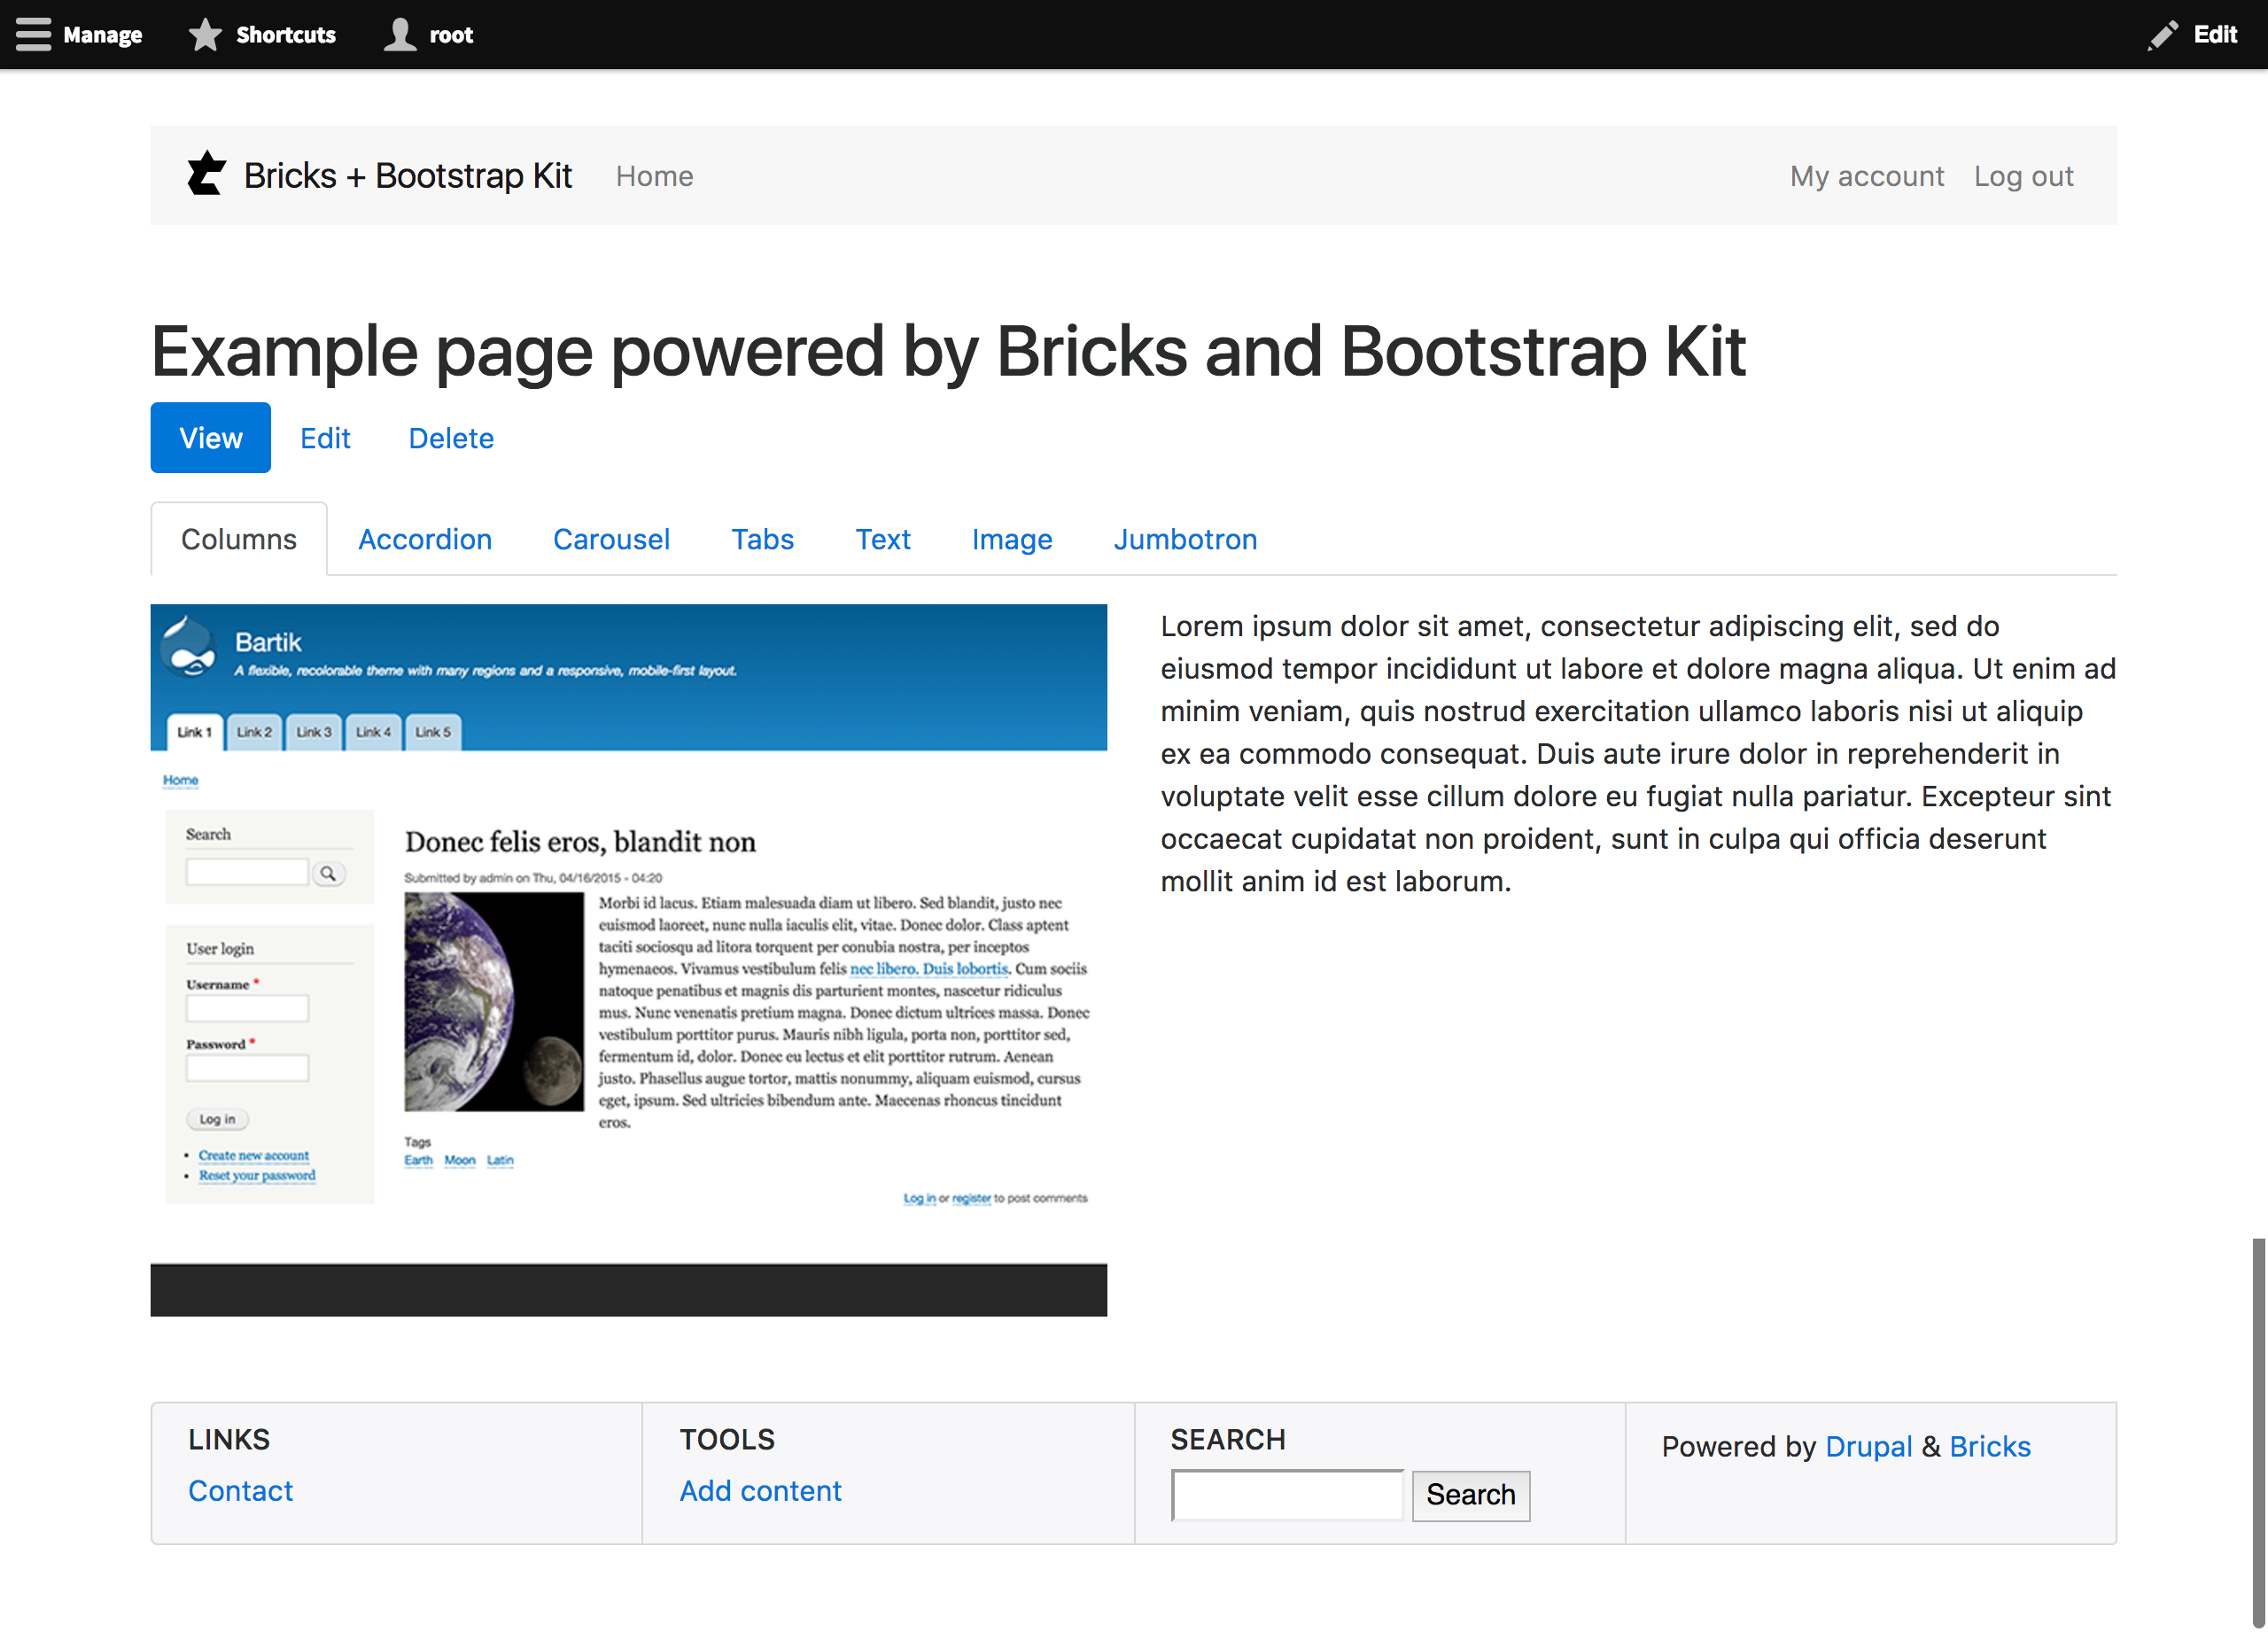 Manage Shortcuts root Edit
Bricks + Bootstrap Kit Home My account Log out
Example page powered by Bricks and Bootstrap Kit
View Edit Delete
Columns Accordion Carousel Tabs Text Image Jumbotron
Bartik
A flexible, recolorable theme with many regions and a responsive, mobile-first layout.
Link 1 Link 2 Link 3 Link 4 Link 5
Home
Search
User login
Username *
Password *
Log in
Create new account
Reset your password
Donec felis eros, blandit non
Submitted by admin on Thu, 04/16/2015 - 04:20
Morbi id lacus. Etiam malesuada diam ut libero. Sed blandit, justo nec
euismod laoreet, nunc nulla iaculis elit, vitae. Donec dolor. Class aptent
taciti sociosqu ad litora torquent per conubia nostra, per inceptos
hymenaeos. Vivamus vestibulum felis nec libero. Duis lobortis. Cum sociis
natoque penatibus et magnis dis parturient montes, nascetur ridiculus
mus. Nunc venenatis pretium magna. Donec dictum ultrices massa. Donec
vestibulum porttitor purus. Mauris nibh ligula, porta non, porttitor sed,
fermentum id, dolor. Donec eu lectus et elit porttitor rutrum. Aenean
justo. Phasellus augue tortor, mattis nonummy, aliquam euismod, cursus
eget, ipsum. Sed ultricies bibendum ante. Maecenas rhoncus tincidunt
eros.
Tags
Earth Moon Latin
Log in or register to post comments
Lorem ipsum dolor sit amet, consectetur adipiscing elit, sed do
eiusmod tempor incididunt ut labore et dolore magna aliqua. Ut enim ad
minim veniam, quis nostrud exercitation ullamco laboris nisi ut aliquip
ex ea commodo consequat. Duis aute irure dolor in reprehenderit in
voluptate velit esse cillum dolore eu fugiat nulla pariatur. Excepteur sint
occaecat cupidatat non proident, sunt in culpa qui officia deserunt
mollit anim id est laborum.
LINKS
Contact
TOOLS
Add content
SEARCH
Search
Powered by Drupal & Bricks